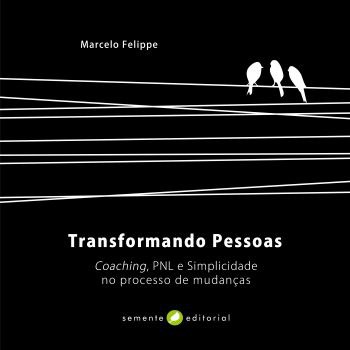 Marcelo Felippe
Transformando Pessoas
Coaching, PNL e Simplicidade
no processo de mudanças
semente editorial